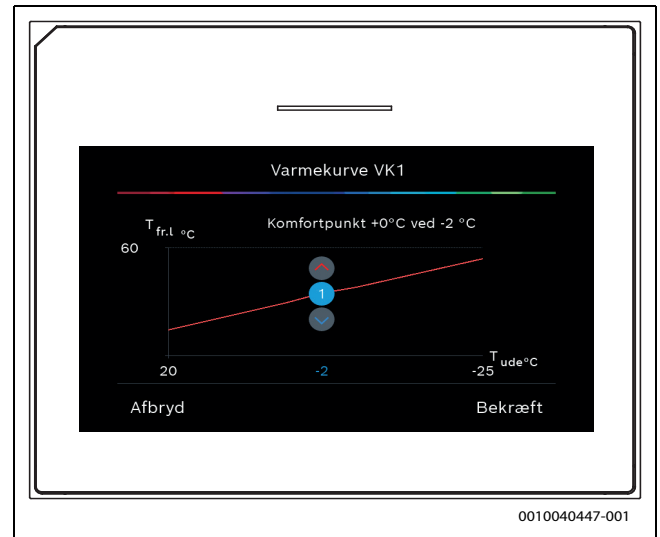 Varmekurve VK1
Komfortpunkt +0°C ved -2 °C
T fr.l °C
60
1
20
-2
-25
T ude°C
Afbryd
Bekræft
0010040447-001